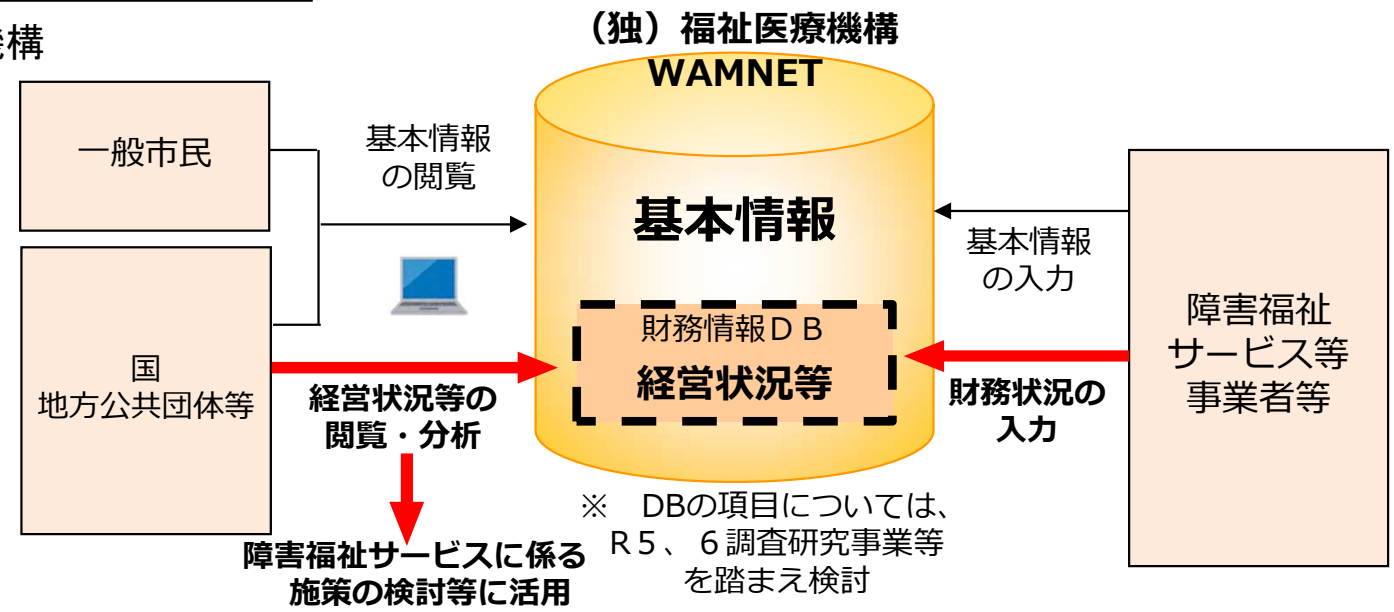 機構
（独）福祉医療機構
WAMNET
一般市民
基本情報
の閲覧
国
地方公共団体等
経営状況等の
閲覧・分析
障害福祉サービスに係る
施策の検討等に活用
基本情報
財務情報ＤＢ
経営状況等
※　DBの項目については、
Ｒ５、６調査研究事業等
を踏まえ検討
基本情報
の入力
財務状況の
入力
障害福祉
サービス等
事業者等